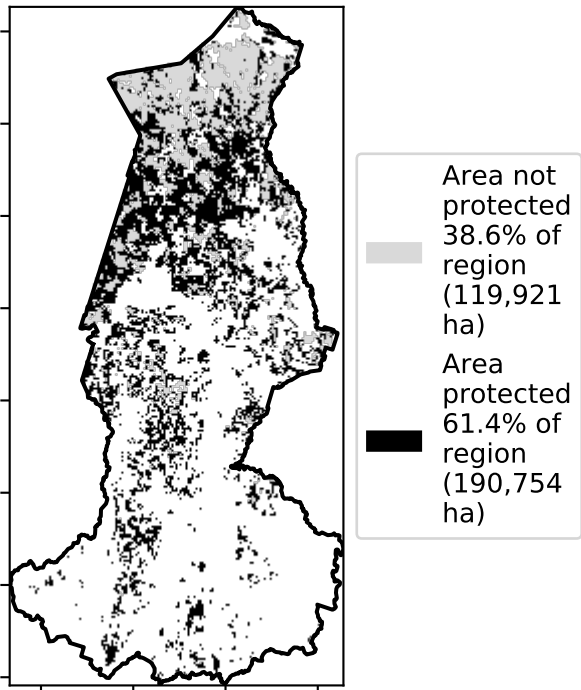 Area not
protected
38.6% of
region
(119,921
ha)
Area
protected
61.4% of
region
(190,754
ha)